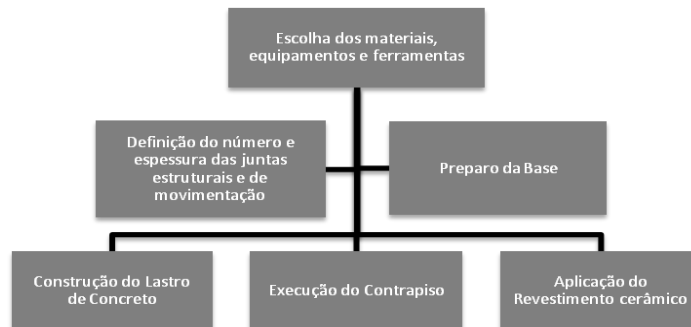 Escolha dos materiais,
equipamentos e ferramentas
Definição do número e
espessura das juntas
estruturais e de
movimentação
Preparo da Base
Construção do Lastro
de Concreto
Execução do Contrapiso
Aplicação do
Revestimento cerâmico